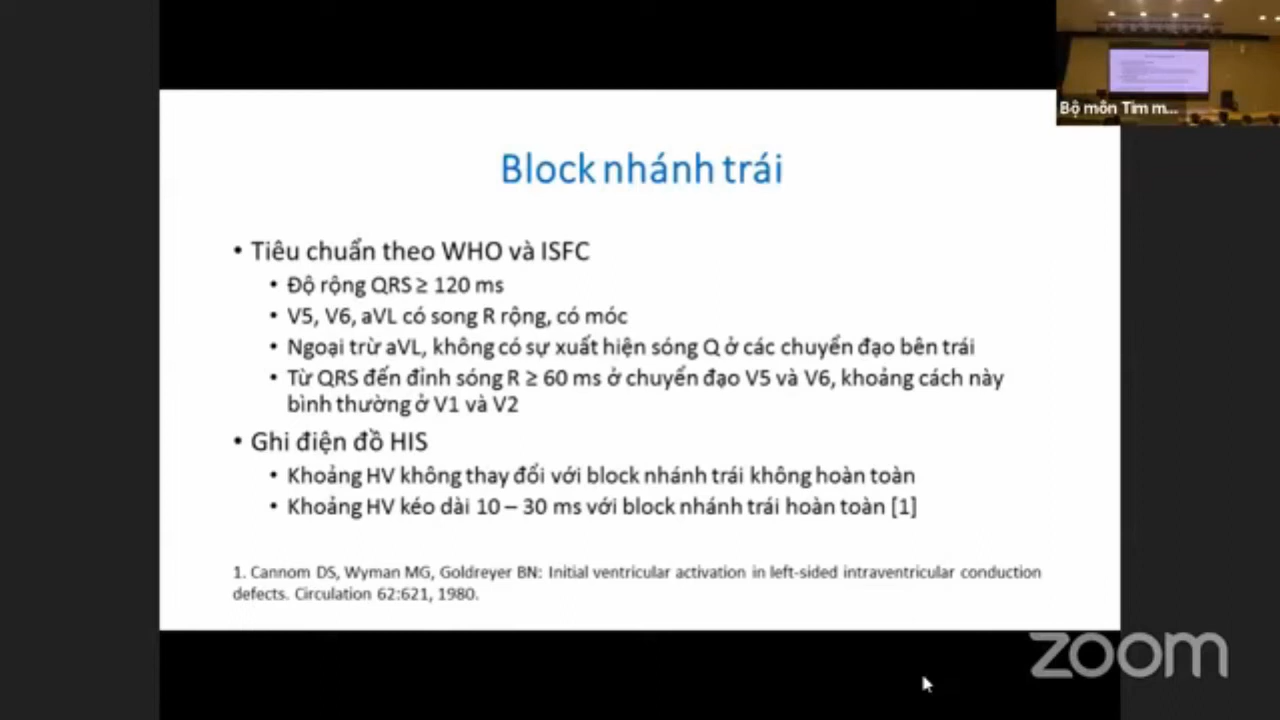 Bộ môn Tim m...
Block nhánh trái
• Tiêu chuẩn theo WHO và ISFC
• Độ rộng QRS ≥ 120 ms
• V5, V6, aVL có song R rộng, có móc
• Ngoại trừ aVL, không có sự xuất hiện sóng Q ở các chuyển đạo bên trái
• Từ QRS đến đỉnh sóng R ≥ 60 ms ở chuyển đạo V5 và V6, khoảng cách này
bình thường ở V1 và V2
• Ghi điện đồ HIS
• Khoảng HV không thay đổi với block nhánh trái không hoàn toàn
• Khoảng HV kéo dài 10 – 30 ms với block nhánh trái hoàn toàn [1]
1. Cannom DS, Wyman MG, Goldreyer BN: Initial ventricular activation in left-sided intraventricular conduction
defects. Circulation 62:621, 1980.
zoom